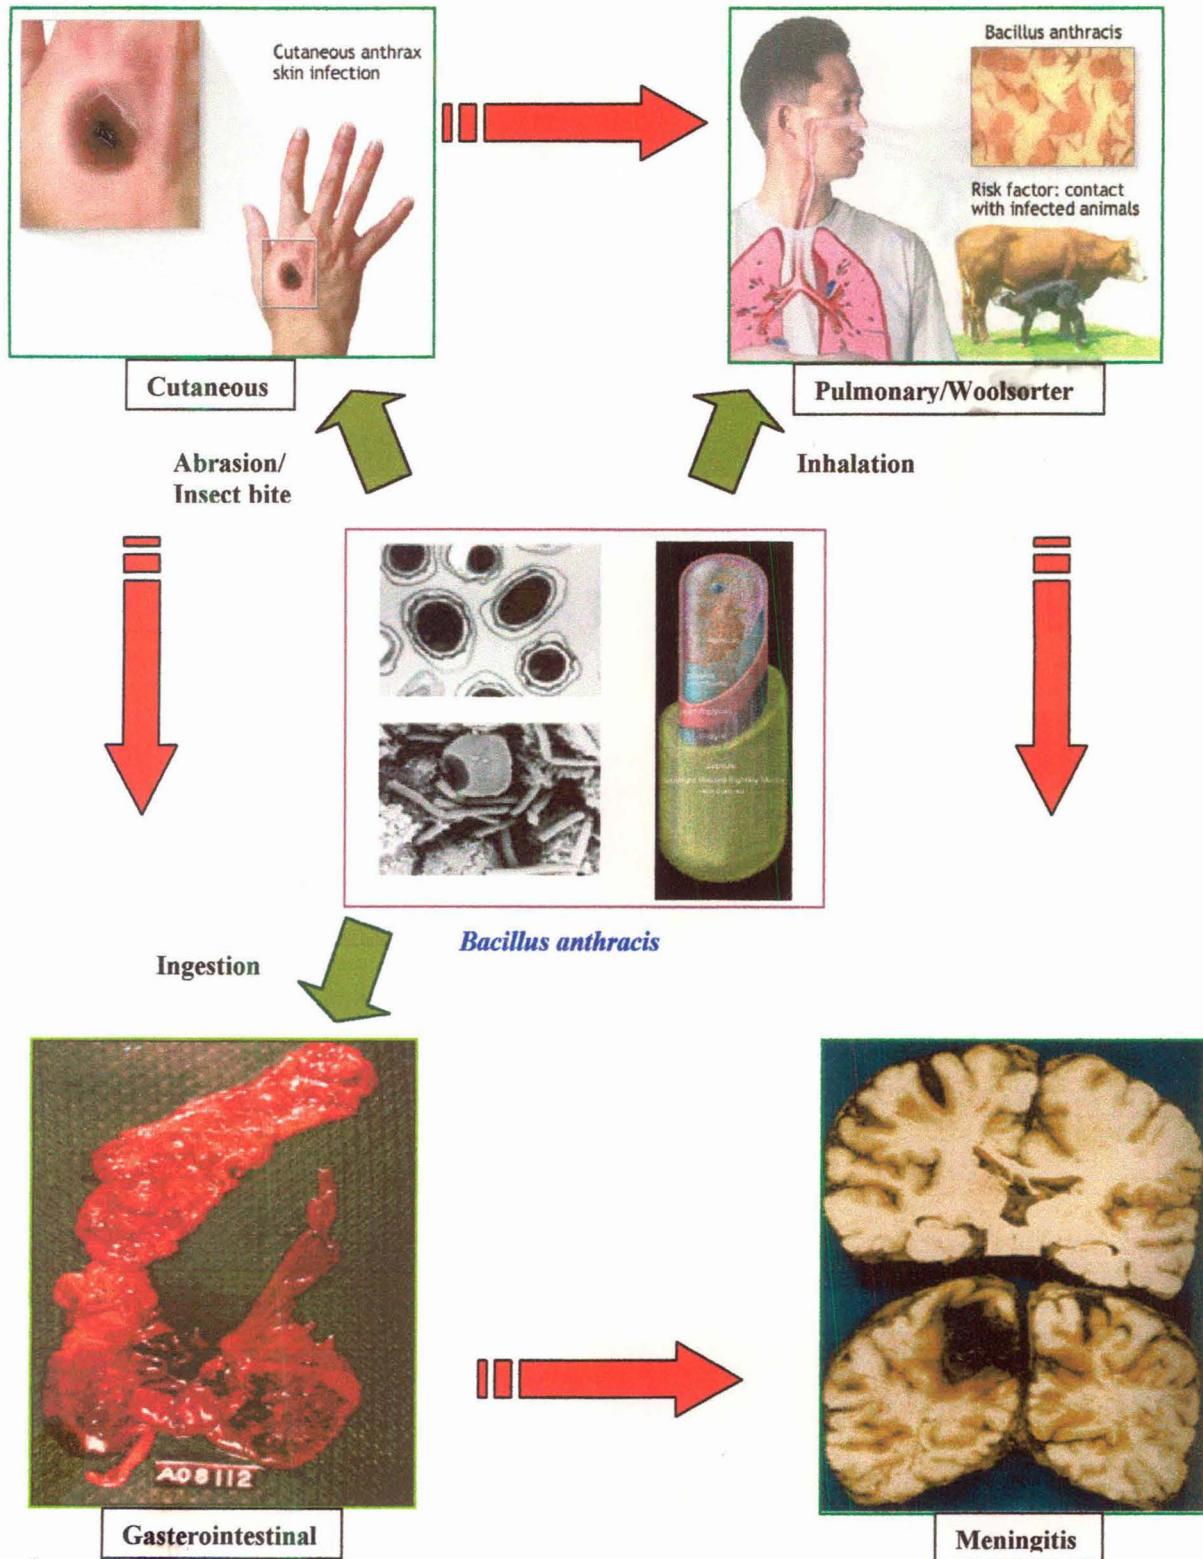 Cutaneous anthrax
skin infection
Bacillus anthracis
Risk factor: contact
with infected animals
Cutaneous
Pulmonary/Woolsorter
Abrasion/
Insect bite
Inhalation
Bacillus anthracis
Ingestion
A08112
Gasterointestinal
Meningitis